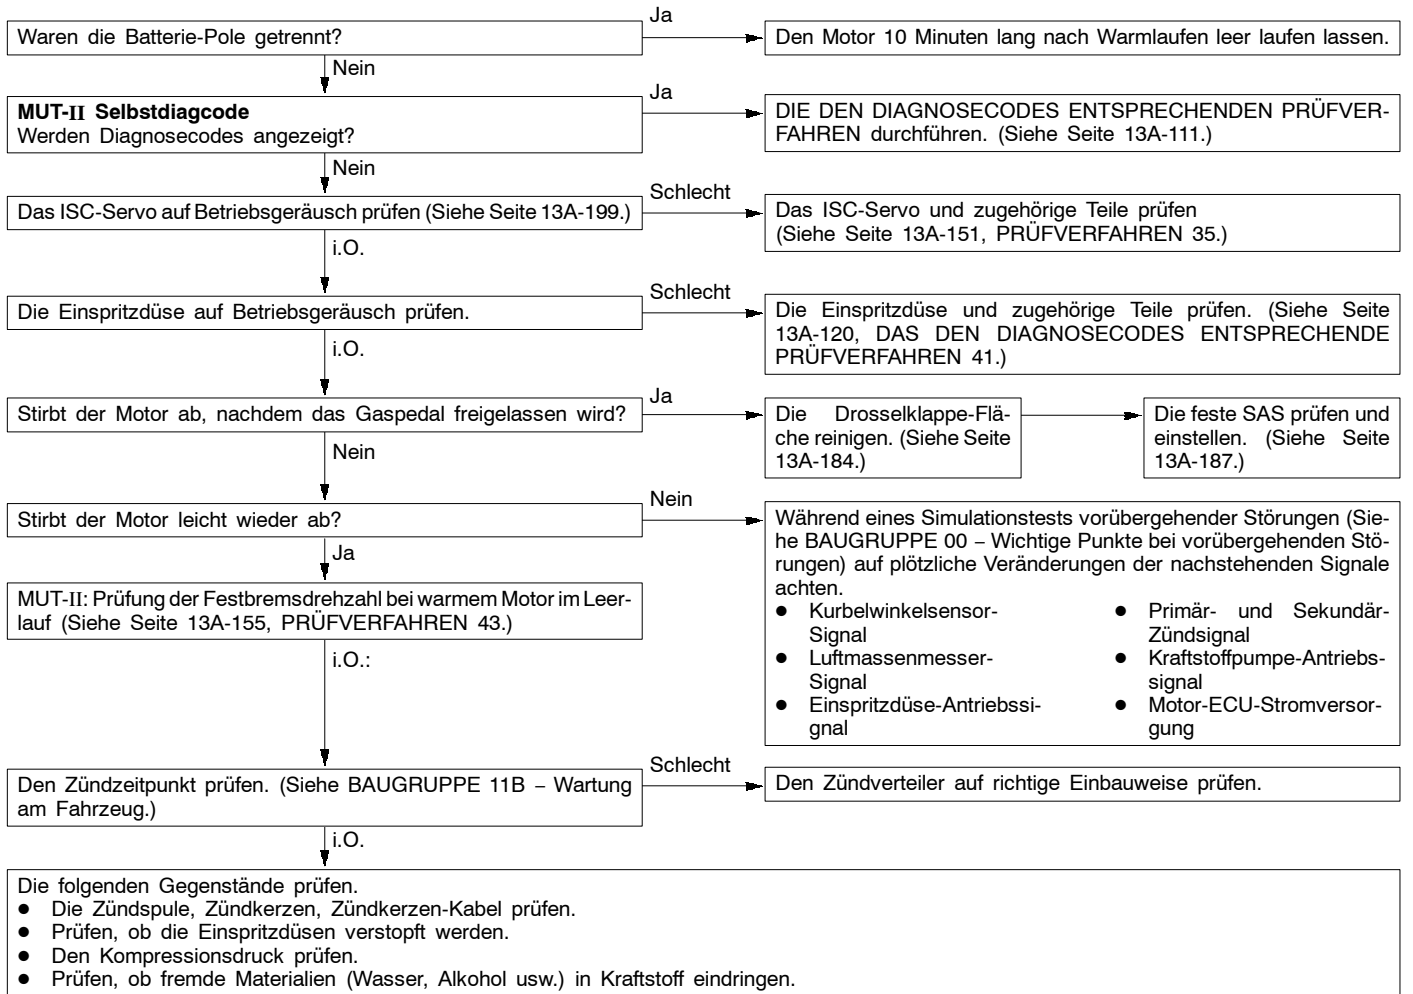 Waren die Batterie-Pole getrennt?
Ja
Den Motor 10 Minuten lang nach Warmlaufen leer laufen lassen.
Nein
MUT-II Selbstdiagcode
Werden Diagnosecodes angezeigt?
Ja
DIE DEN DIAGNOSECODES ENTSPRECHENDEN PRÜFVER-
FAHREN durchführen. (Siehe Seite 13A-111.)
Nein
Das ISC-Servo auf Betriebsgeräusch prüfen (Siehe Seite 13A-199.)
Schlecht
Das ISC-Servo und zugehörige Teile prüfen
(Siehe Seite 13A-151, PRÜFVERFAHREN 35.)
i.O.
Die Einspritzdüse auf Betriebsgeräusch prüfen.
Schlecht
Die Einspritzdüse und zugehörige Teile prüfen. (Siehe Seite
13A-120, DAS DEN DIAGNOSECODES ENTSPRECHENDE
PRÜFVERFAHREN 41.)
i.O.
Stirbt der Motor ab, nachdem das Gaspedal freigelassen wird?
Ja
Die Drosselklappe-Flä-
che reinigen. (Siehe Seite
13A-184.)
Die feste SAS prüfen und
einstellen. (Siehe Seite
13A-187.)
Nein
Stirbt der Motor leicht wieder ab?
Nein
Während eines Simulationstests vorübergehender Störungen (Sie-
he BAUGRUPPE 00 – Wichtige Punkte bei vorübergehenden Stö-
rungen) auf plötzliche Veränderungen der nachstehenden Signale
achten.
● Kurbelwinkelsensor-
Signal
● Luftmassenmesser-
Signal
● Einspritzdüse-Antriebssi-
gnal
● Primär- und Sekundär-
Zündsignal
● Kraftstoffpumpe-Antriebs-
signal
● Motor-ECU-Stromversor-
gung
Ja
MUT-II: Prüfung der Festbremsdrehzahl bei warmem Motor im Leer-
lauf (Siehe Seite 13A-155, PRÜFVERFAHREN 43.)
i.O.:
Den Zündzeitpunkt prüfen. (Siehe BAUGRUPPE 11B – Wartung
am Fahrzeug.)
Schlecht
Den Zündverteiler auf richtige Einbauweise prüfen.
i.O.
Die folgenden Gegenstände prüfen.
● Die Zündspule, Zündkerzen, Zündkerzen-Kabel prüfen.
● Prüfen, ob die Einspritzdüsen verstopft werden.
● Den Kompressionsdruck prüfen.
● Prüfen, ob fremde Materialien (Wasser, Alkohol usw.) in Kraftstoff eindringen.